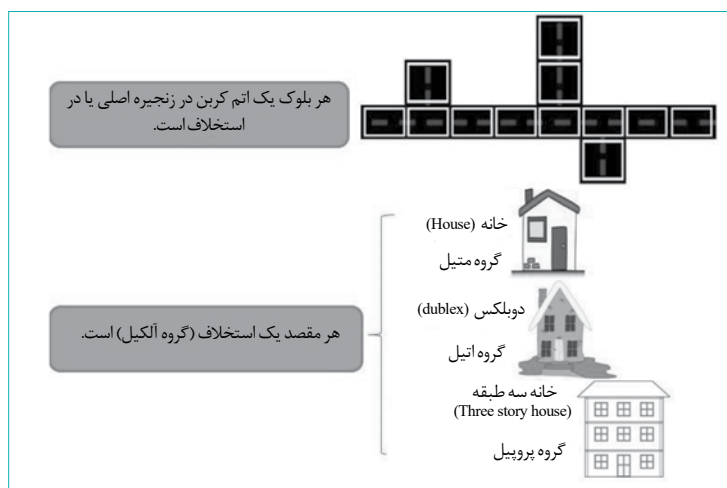 هر بلوک یک اتم کربن در زنجیره اصلی یا در
استخلاف است.
خانه (House)
گروه متیل
دوبلکس (dublex)
هر مقصد یک استخلاف (گروه آلکیل) است.
گروه اتیل
خانه سه طبقه
(Three story house)
گروه پروپیل